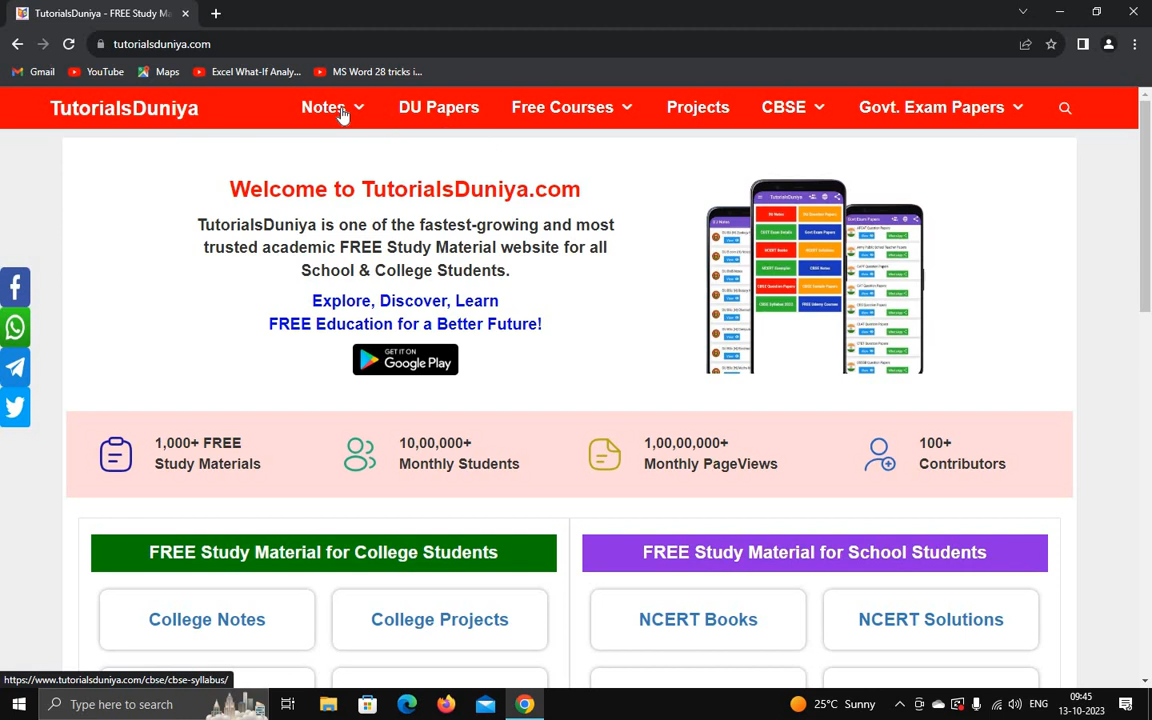 TutorialsDuniya - FREE Study Ma
tutorialsduniya.com
Gmail
YouTube
Maps
Excel What-If Analy...
MS Word 28 tricks i...
TutorialsDuniya
Notes
DU Papers
Free Courses
Projects
CBSE
Govt. Exam Papers
Welcome to TutorialsDuniya.com
TutorialsDuniya is one of the fastest-growing and most
trusted academic FREE Study Material website for all
School & College Students.
Explore, Discover, Learn
FREE Education for a Better Future!
GET IT ON
Google Play
1,000+ FREE
Study Materials
10,00,000+
Monthly Students
1,00,00,000+
Monthly PageViews
100+
Contributors
FREE Study Material for College Students
FREE Study Material for School Students
College Notes
College Projects
NCERT Books
NCERT Solutions
https://www.tutorialsduniya.com/cbse/cbse-syllabus/
Type here to search
25°C Sunny
ENG
09:45
13-10-2023